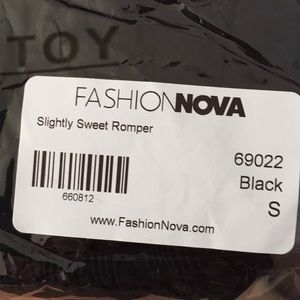 TOY
FASHIONNOVA
Slightly Sweet Romper
69022
Black
S
660812
www.FashionNova.com